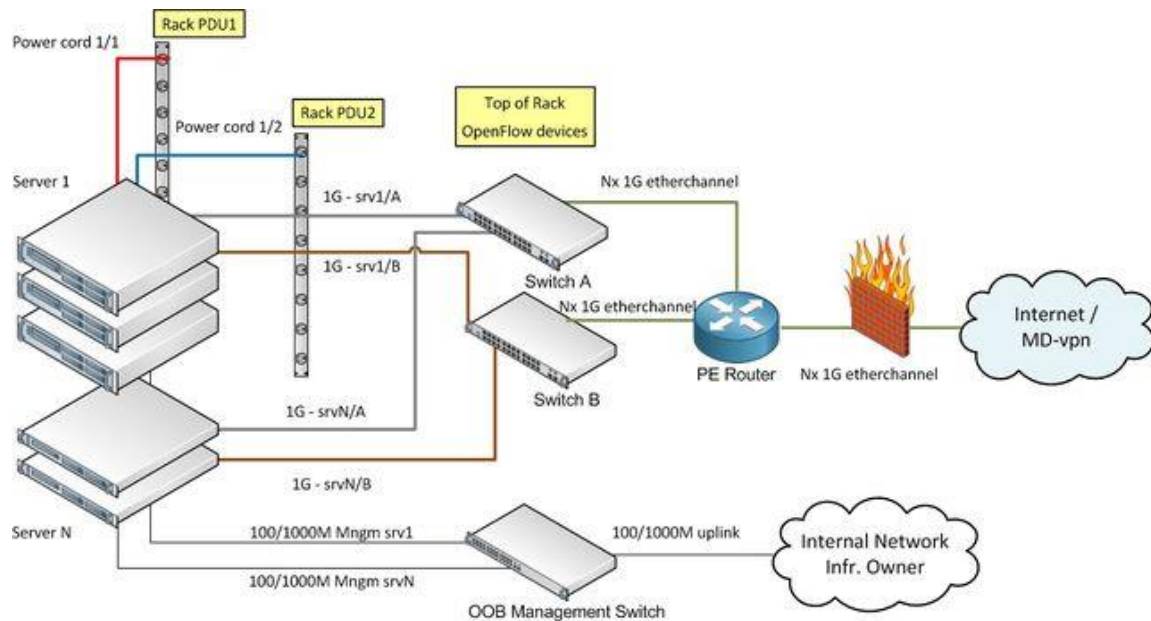 Rack PDU1
Power cord 1/1
Rack PDU2
Top of Rack
OpenFlow devices
Power cord 1/2
Server 1
1G - srv1/A
Nx 1G etherchannel
1G - srv1/B
Switch A
Nx 1G etherchannel
Internet /
MD-vpn
PE Router
Nx 1G etherchannel
Switch B
1G - srvN/A
1G - srvN/B
Server N
100/1000M Mngm srv1
100/1000M uplink
Internal Network
Infr. Owner
100/1000M Mngm srvN
OOB Management Switch